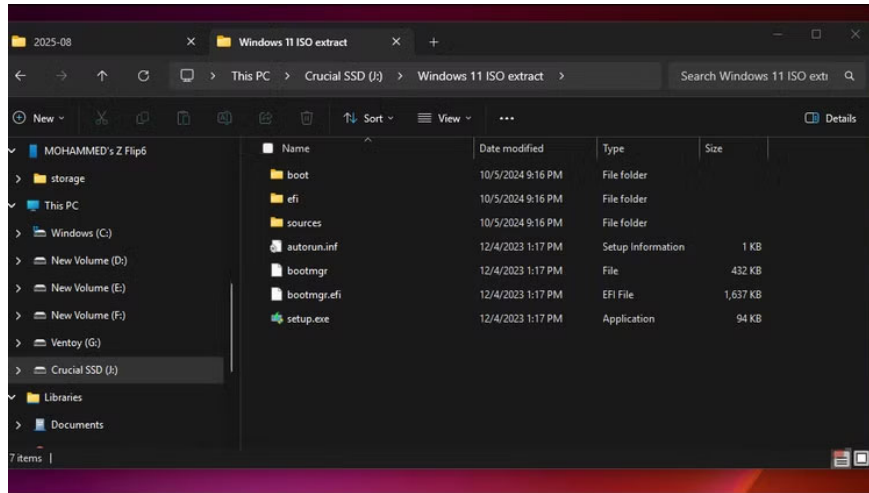 2025-08
Windows 11 ISO extract
This PC > Crucial SSD (J:) > Windows 11 ISO extract >
Search Windows 11 ISO extr
New
Sort
View
Details
MOHAMMED's Z Flip6
storage
This PC
Windows (C:)
New Volume (D:)
New Volume (E:)
New Volume (F:)
Ventoy (G:)
Crucial SSD (J:)
Libraries
Documents
Name Date modified Type Size
boot 10/5/2024 9:16 PM File folder
efi 10/5/2024 9:16 PM File folder
sources 10/5/2024 9:16 PM File folder
autorun.inf 12/4/2023 1:17 PM Setup Information 1 KB
bootmgr 12/4/2023 1:17 PM File 432 KB
bootmgr.efi 12/4/2023 1:17 PM EFI File 1,637 KB
setup.exe 12/4/2023 1:17 PM Application 94 KB
7 items